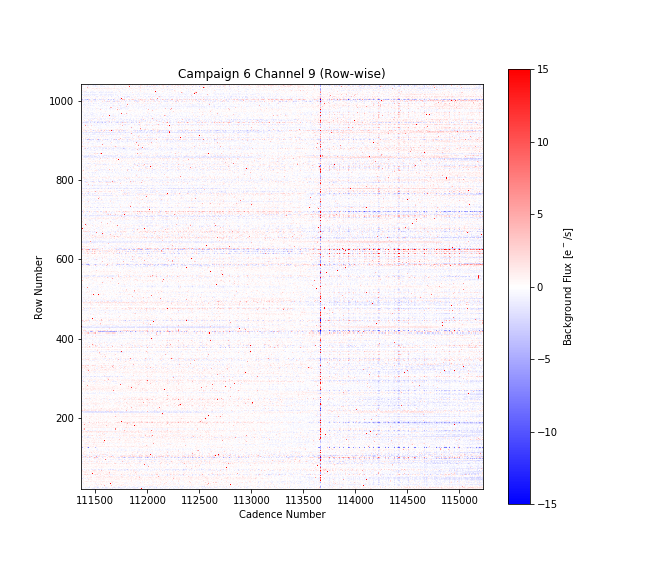 Campaign 6 Channel 9 (Row-wise)
1000
800
600
400
200
Row Number
111500 112000 112500 113000 113500 114000 114500 115000
Cadence Number
15
10
5
0
−5
−10
−15
Background Flux [e⁻/s]